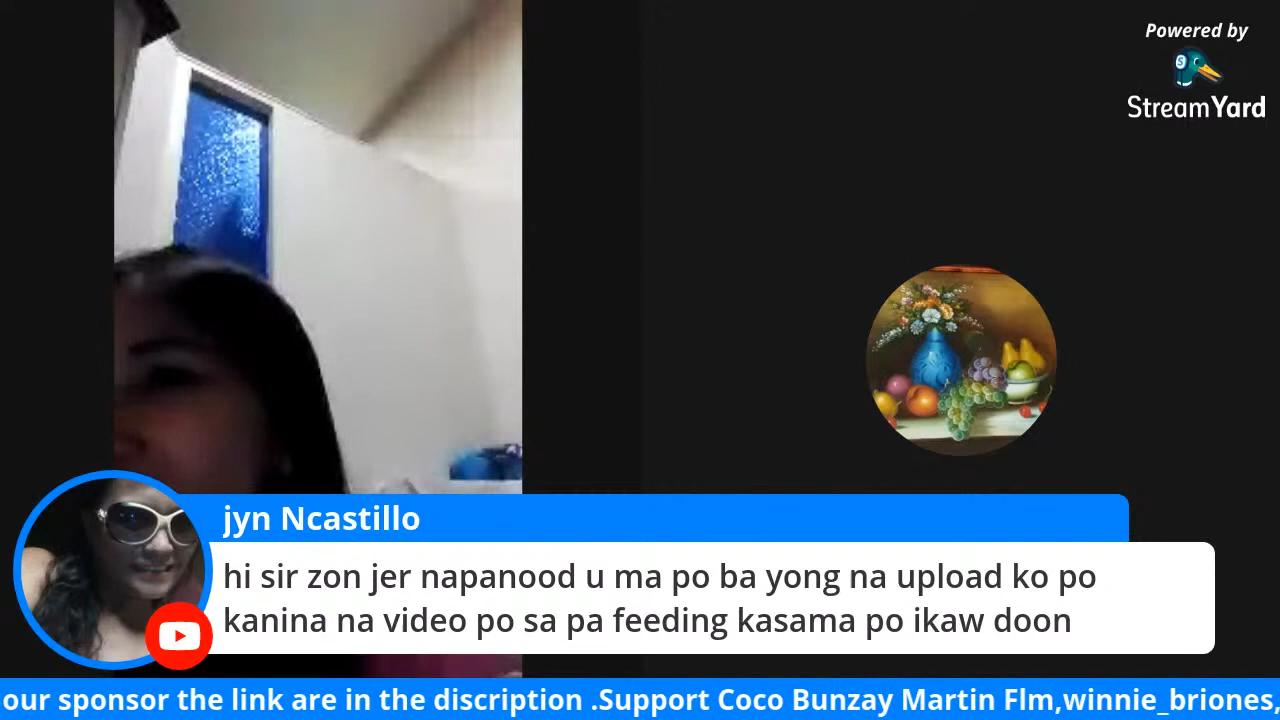 Powered by
StreamYard
jyn Ncastillo
hi sir zon jer napanood u ma po ba yong na upload ko po
kanina na video po sa pa feeding kasama po ikaw doon
our sponsor the link are in the discription .Support Coco Bunzay Martin Flm,winnie_briones,